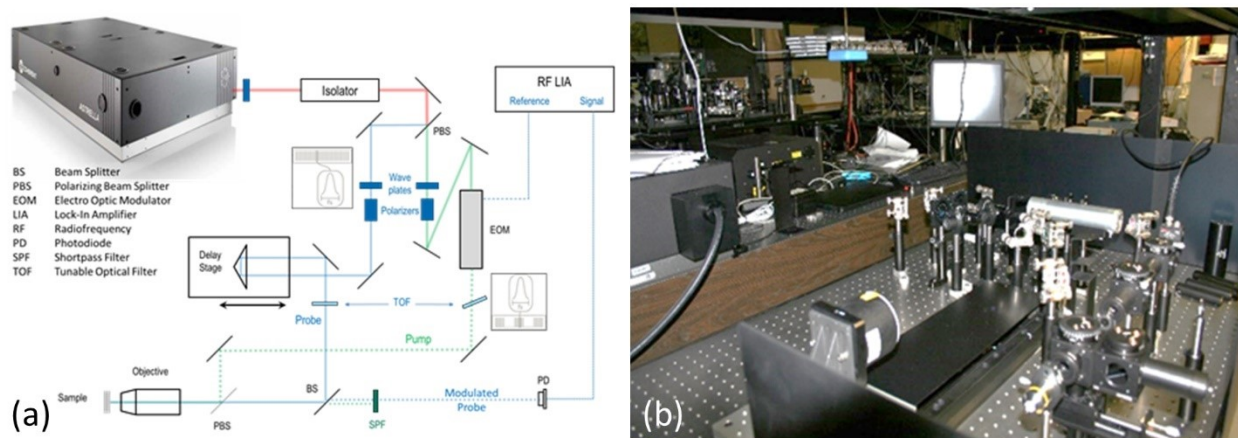 ASTRELLA
Isolator
RF LIA
Reference Signal
PBS
BS Beam Splitter
PBS Polarizing Beam Splitter
EOM Electro Optic Modulator
LIA Lock-In Amplifier
RF Radiofrequency
PD Photodiode
SPF Shortpass Filter
TOF Tunable Optical Filter
Wave
plates
Polarizers
EOM
Delay
Stage
TOF
Probe
Pump
Objective
Sample
BS
PD
Modulated
Probe
PBS
SPF
(a)
(b)